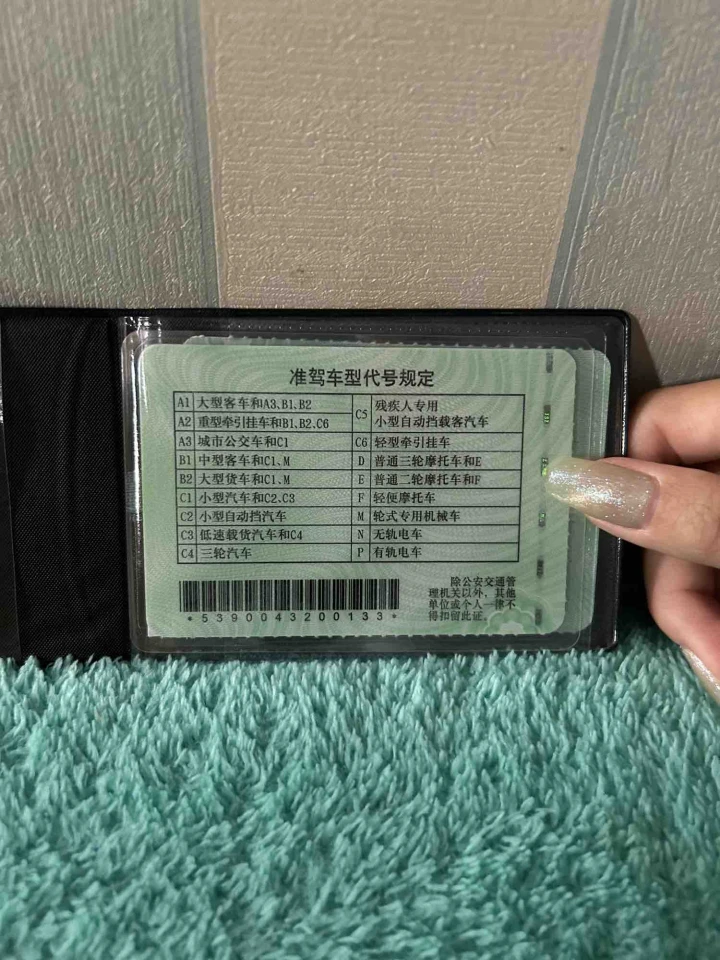 准驾车型代号规定
A1 大型客车和A3、B1、B2
A2 重型牵引挂车和B1、B2、C6
A3 城市公交车和C1
B1 中型客车和C1、M
B2 大型货车和C1、M
C1 小型汽车和C2、C3
C2 小型自动挡汽车
C3 低速载货汽车和C4
C4 三轮汽车
C5 残疾人专用
小型自动挡载客汽车
C6 轻型牵引挂车
D 普通三轮摩托车和E
E 普通二轮摩托车和F
F 轻便摩托车
M 轮式专用机械车
N 无轨电车
P 有轨电车
*5390043200133*
除公安交通管
理机关以外，其他
单位或个人一律不
得扣留此证。